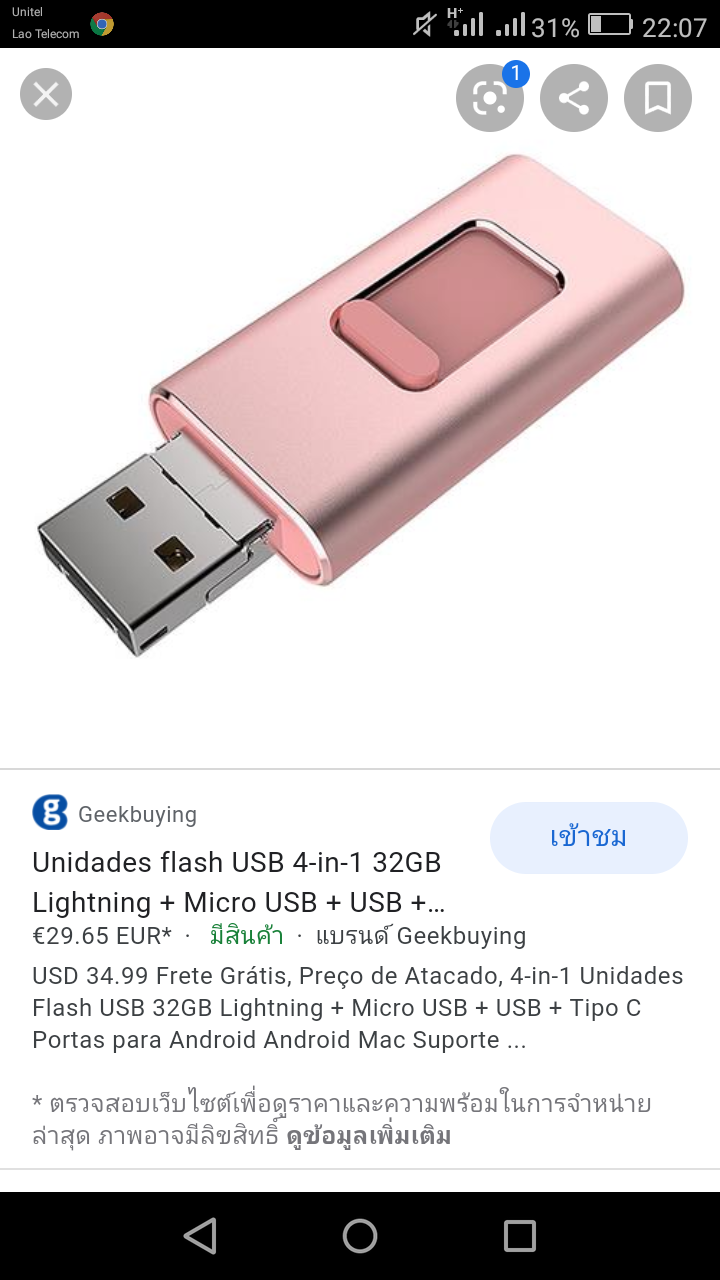 Unitel
Lao Telecom
H+
31%
22:07
1
Geekbuying
เข้าชม
Unidades flash USB 4-in-1 32GB
Lightning + Micro USB + USB +…
€29.65 EUR* · มีสินค้า · แบรนด์ Geekbuying
USD 34.99 Frete Grátis, Preço de Atacado, 4-in-1 Unidades
Flash USB 32GB Lightning + Micro USB + USB + Tipo C
Portas para Android Android Mac Suporte ...
* ตรวจสอบเว็บไซต์เพื่อดูราคาและความพร้อมในการจำหน่าย
ล่าสุด ภาพอาจมีลิขสิทธิ์ ดูข้อมูลเพิ่มเติม